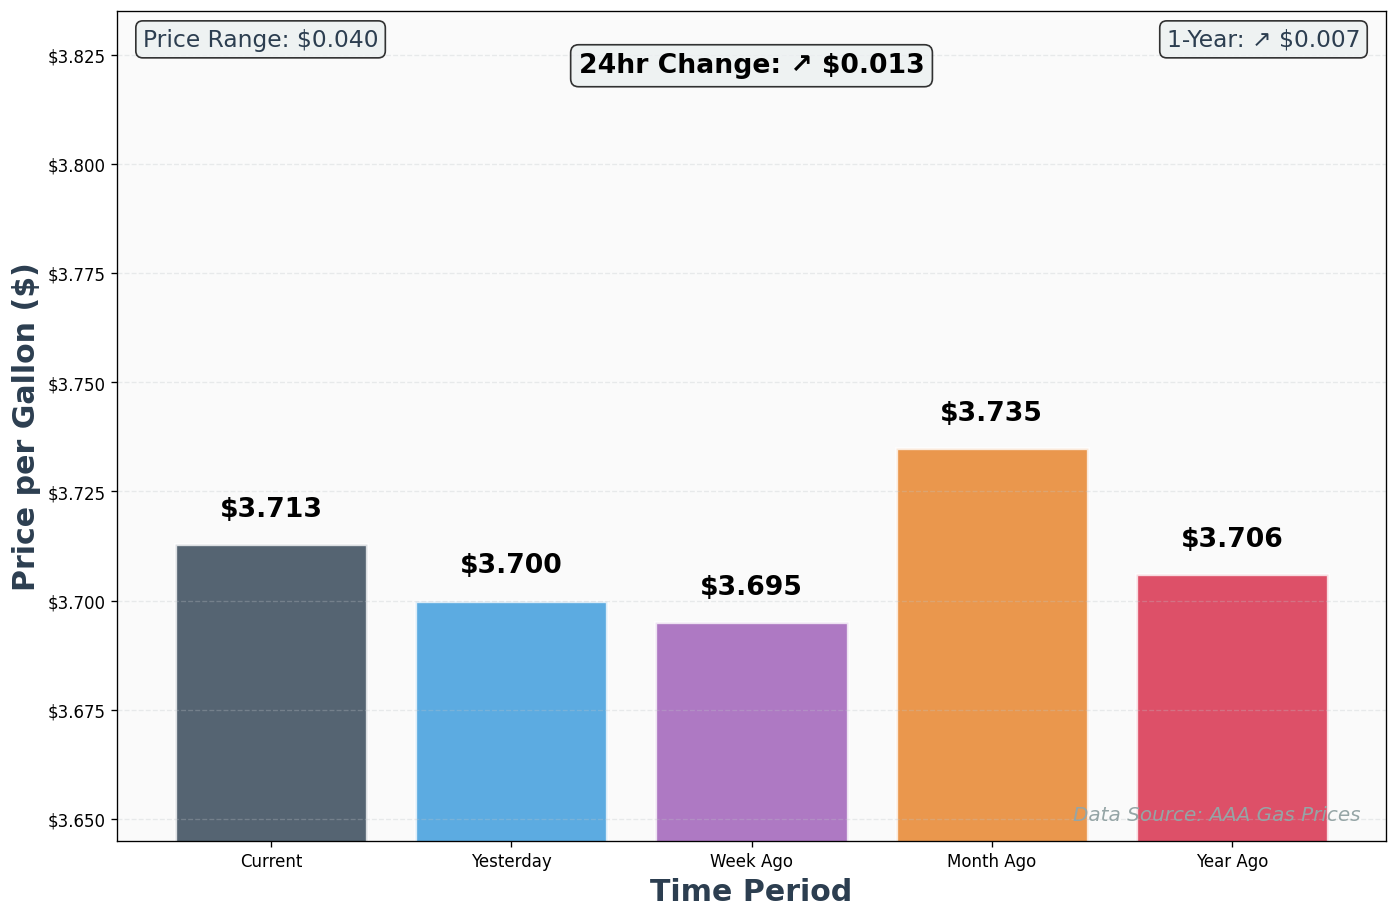 Price Range: $0.040
24hr Change: ↗ $0.013
1-Year: ↗ $0.007
Price per Gallon ($)
$3.825
$3.800
$3.775
$3.750
$3.725
$3.700
$3.675
$3.650
$3.713
$3.700
$3.695
$3.735
$3.706
Data Source: AAA Gas Prices
Current
Yesterday
Week Ago
Month Ago
Year Ago
Time Period